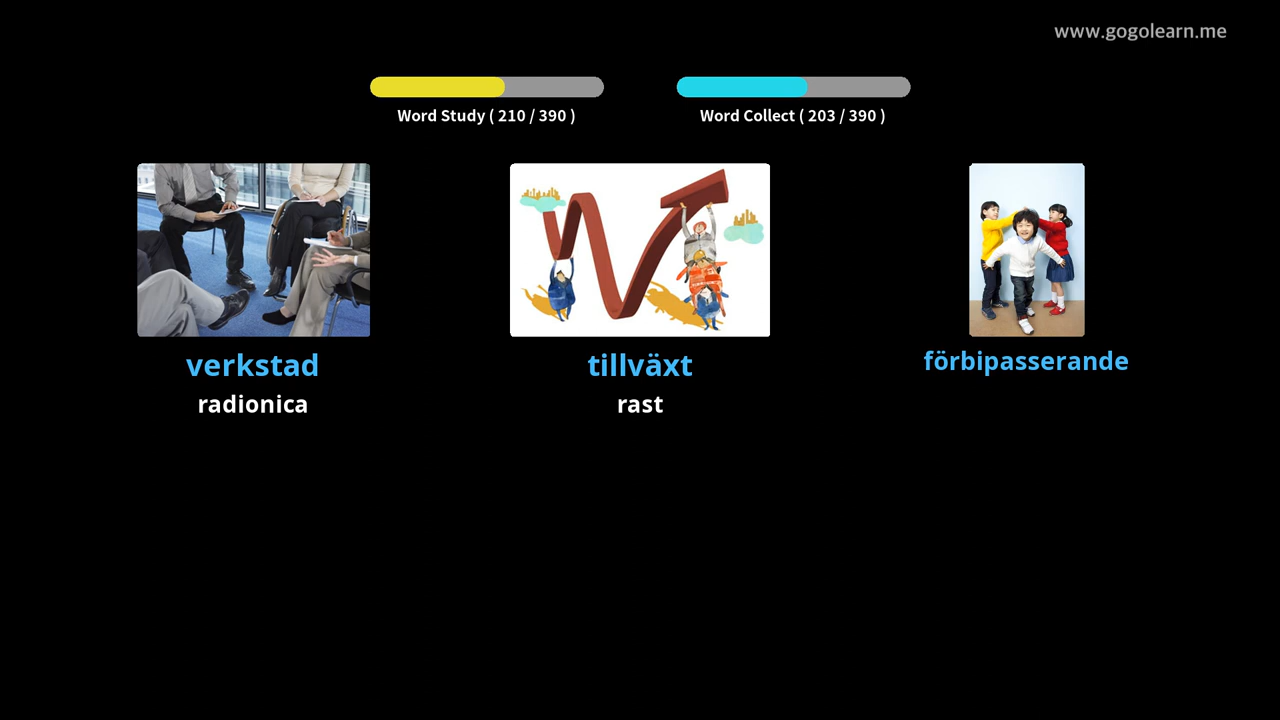 www.gogolearn.me
Word Study ( 210 / 390 )
Word Collect ( 203 / 390 )
verkstad
radionica
tillväxt
rast
förbipasserande